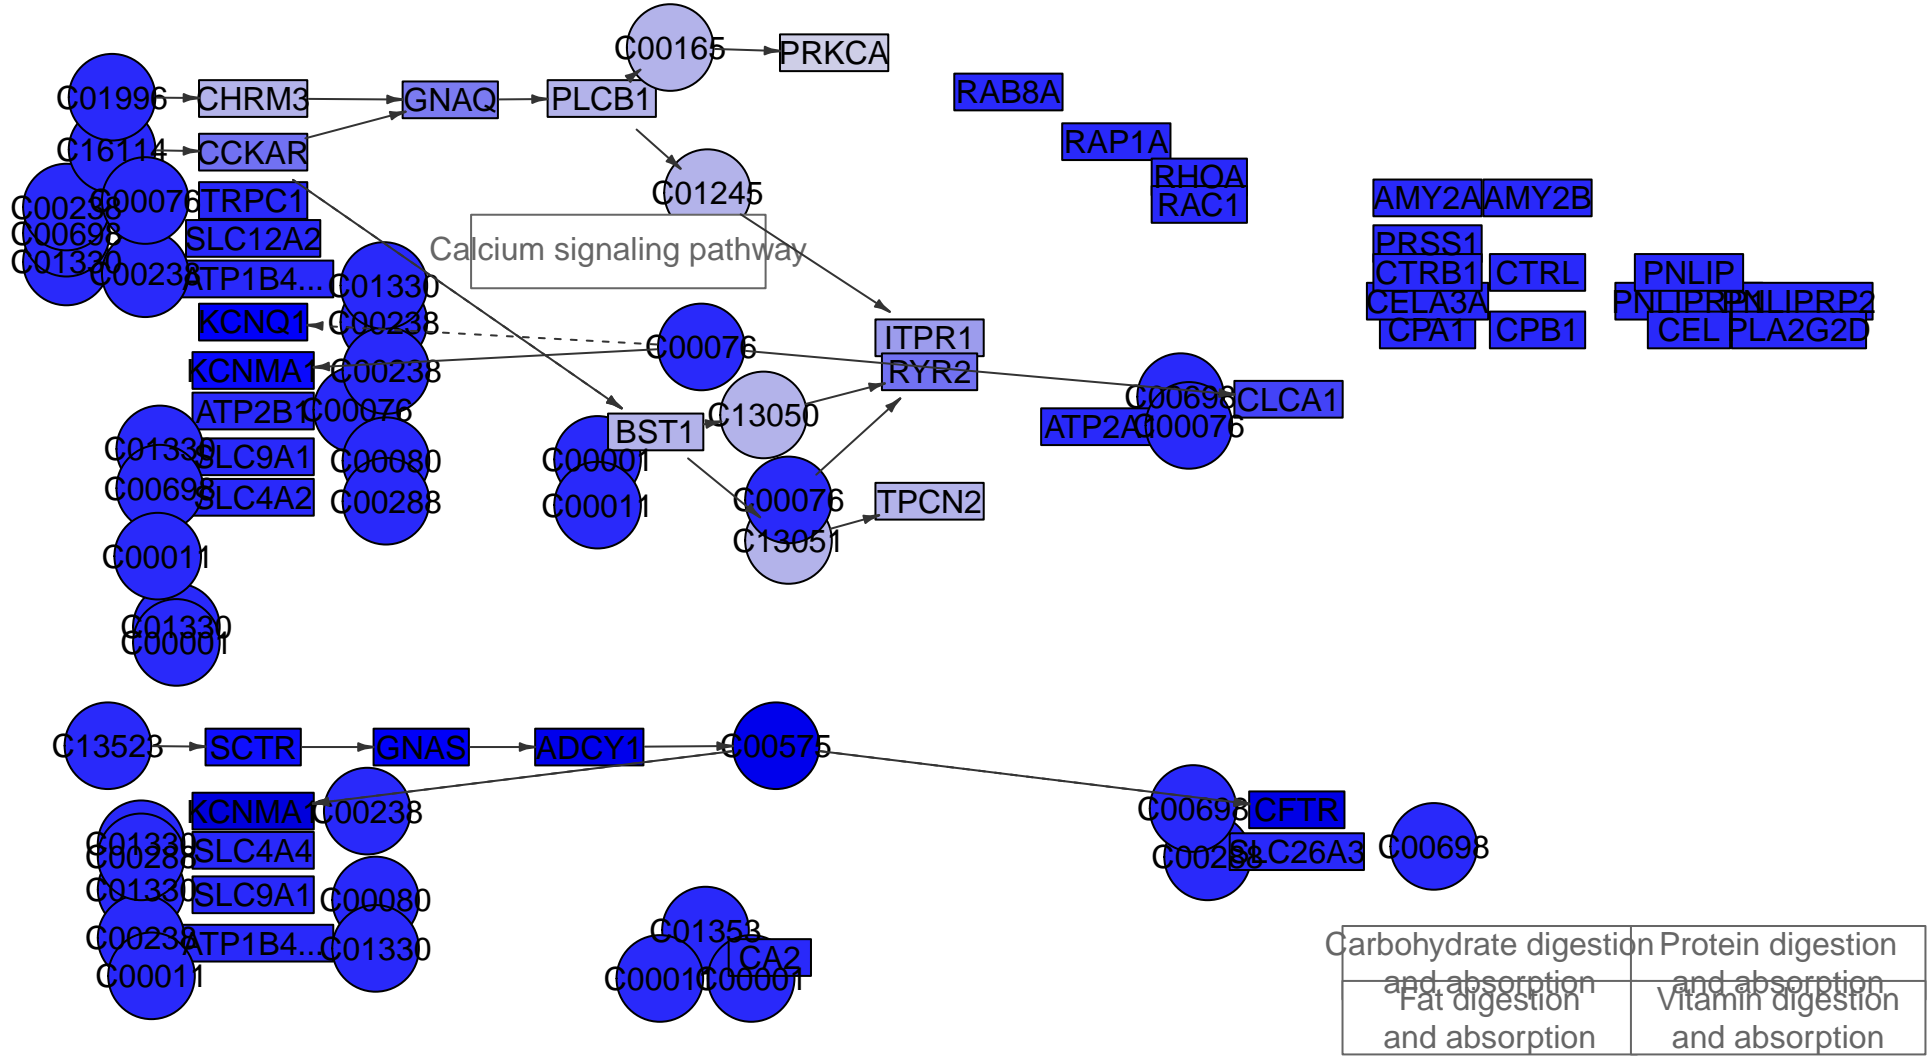 C00165
PRKCA
C01996
CHRM3
GNAQ
PLCB1
RAB8A
C16114
CCKAR
RAP1A
RHOA
C00238
C00076
TRPC1
C01245
RAC1
AMY2A
AMY2B
C00698
SLC12A2
Calcium signaling pathway
PRSS1
C01330
C00238
ATP1B4...
C01330
CTRB1
CTRL
PNLIP
CELA3A
PNLIPRP1
PNLIPRP2
KCNQ1
C00238
C00076
ITPR1
CPA1
CPB1
CEL
PLA2G2D
KCNMA1
C00238
RYR2
C00698
CLCA1
ATP2B1
C00076
C13050
BST1
ATP2A.
C00076
C01330
SLC9A1
C00080
C00001
C00698
SLC4A2
C00288
C00011
C00076
TPCN2
C13051
C00011
C01330
C00001
C13523
SCTR
GNAS
ADCY1
C00575
KCNMA1
C00238
C00698
CFTR
C01330
C00288
SLC4A4
C00288
SLC26A3
C00698
C01330
SLC9A1
C00080
C00238
ATP1B4...
C01330
C01353
CA2
C00011
C00001
Carbohydrate digestion
and absorption
Protein digestion
and absorption
Fat digestion
and absorption
Vitamin digestion
and absorption